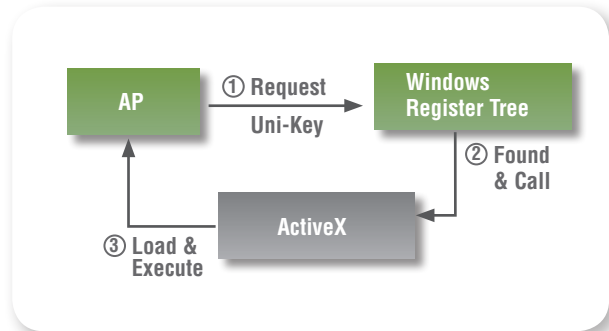 AP
① Request
Uni-Key
Windows
Register Tree
② Found
& Call
ActiveX
③ Load &
Execute